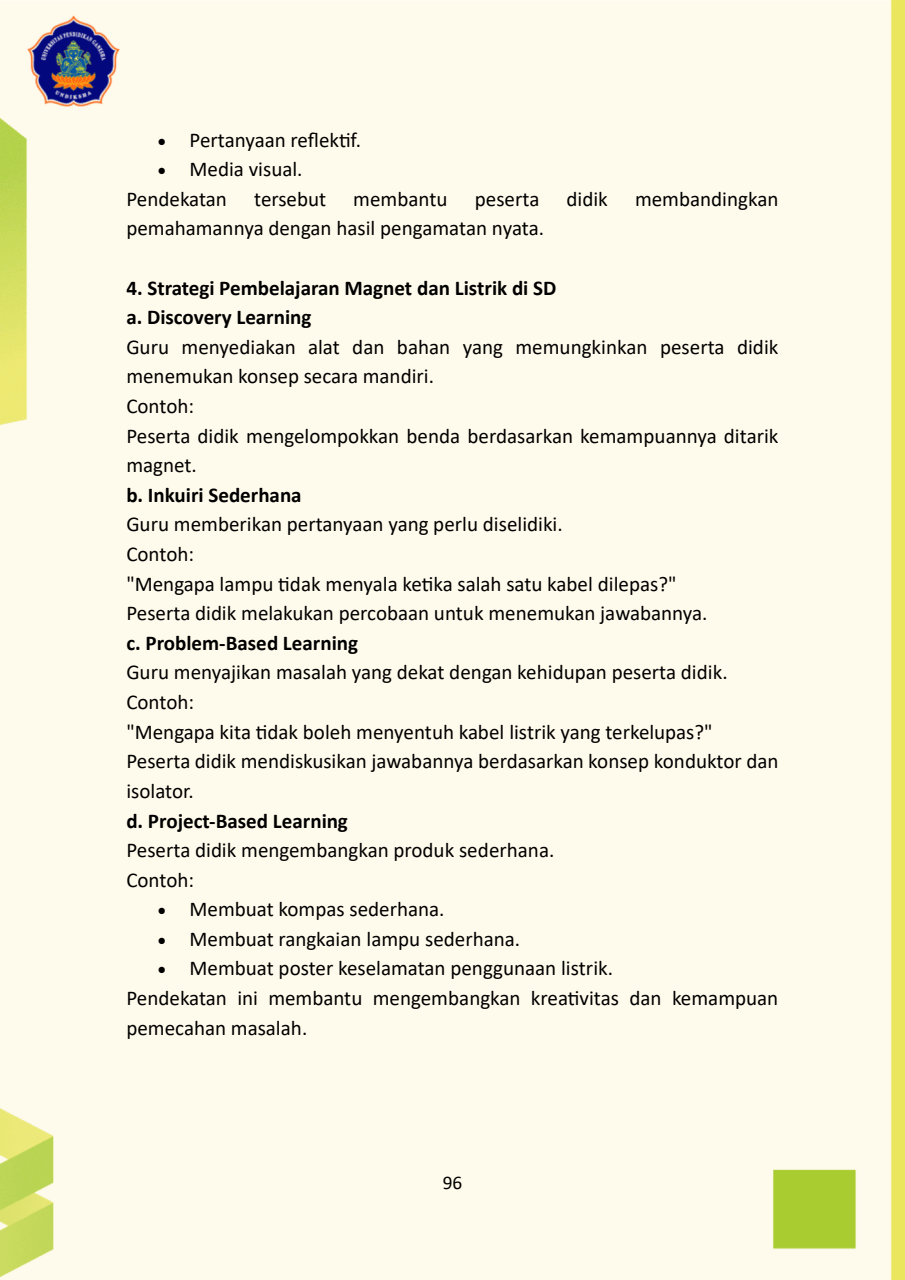 UNIVERSITAS PENDIDIKAN GANESHA
UNDIKSHA
• Pertanyaan reflektif.
• Media visual.
Pendekatan tersebut membantu peserta didik membandingkan
pemahamannya dengan hasil pengamatan nyata.
4. Strategi Pembelajaran Magnet dan Listrik di SD
a. Discovery Learning
Guru menyediakan alat dan bahan yang memungkinkan peserta didik
menemukan konsep secara mandiri.
Contoh:
Peserta didik mengelompokkan benda berdasarkan kemampuannya ditarik
magnet.
b. Inkuiri Sederhana
Guru memberikan pertanyaan yang perlu diselidiki.
Contoh:
"Mengapa lampu tidak menyala ketika salah satu kabel dilepas?"
Peserta didik melakukan percobaan untuk menemukan jawabannya.
c. Problem-Based Learning
Guru menyajikan masalah yang dekat dengan kehidupan peserta didik.
Contoh:
"Mengapa kita tidak boleh menyentuh kabel listrik yang terkelupas?"
Peserta didik mendiskusikan jawabannya berdasarkan konsep konduktor dan
isolator.
d. Project-Based Learning
Peserta didik mengembangkan produk sederhana.
Contoh:
• Membuat kompas sederhana.
• Membuat rangkaian lampu sederhana.
• Membuat poster keselamatan penggunaan listrik.
Pendekatan ini membantu mengembangkan kreativitas dan kemampuan
pemecahan masalah.
96